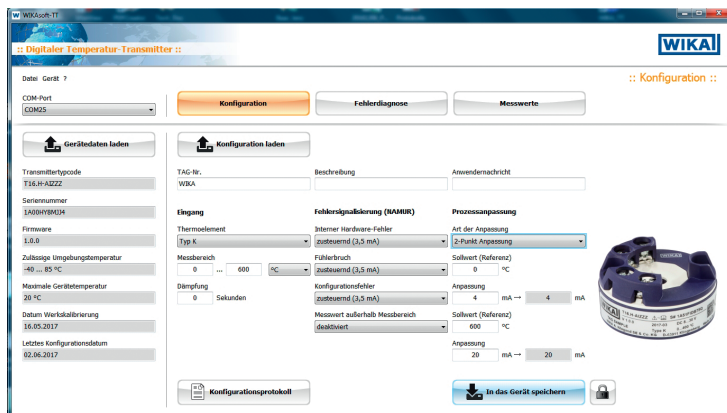 WIKAsoft-TT
:: Digitaler Temperatur-Transmitter ::
WIKA
Datei Gerät ?
:: Konfiguration ::
COM-Port
COM25
Konfiguration
Fehlerdiagnose
Messwerte
Gerätedaten laden
Konfiguration laden
Transmittertypcode
T16.H-AIZZZ
Seriennummer
1A00HY8MJJ4
Firmware
1.0.0
Zulässige Umgebungstemperatur
-40 ... 85 °C
Maximale Gerätetemperatur
20 °C
Datum Werkskalibrierung
16.05.2017
Letztes Konfigurationsdatum
02.06.2017
TAG-Nr.
WIKA
Beschreibung
Anwendernachricht
Eingang
Thermoelement
Typ K
Messbereich
0 ... 600 °C
Dämpfung
0 Sekunden
Fehlersignalisierung (NAMUR)
Interner Hardware-Fehler
zusteuernd (3,5 mA)
Fühlerbruch
zusteuernd (3,5 mA)
Konfigurationsfehler
zusteuernd (3,5 mA)
Messwert außerhalb Messbereich
deaktiviert
Prozessanpassung
Art der Anpassung
2-Punkt Anpassung
Sollwert (Referenz)
0 °C
Anpassung
4 mA → 4 mA
Sollwert (Referenz)
600 °C
Anpassung
20 mA → 20 mA
WIKA
T16.H-AIZZZ
Type K
Konfigurationsprotokoll
In das Gerät speichern